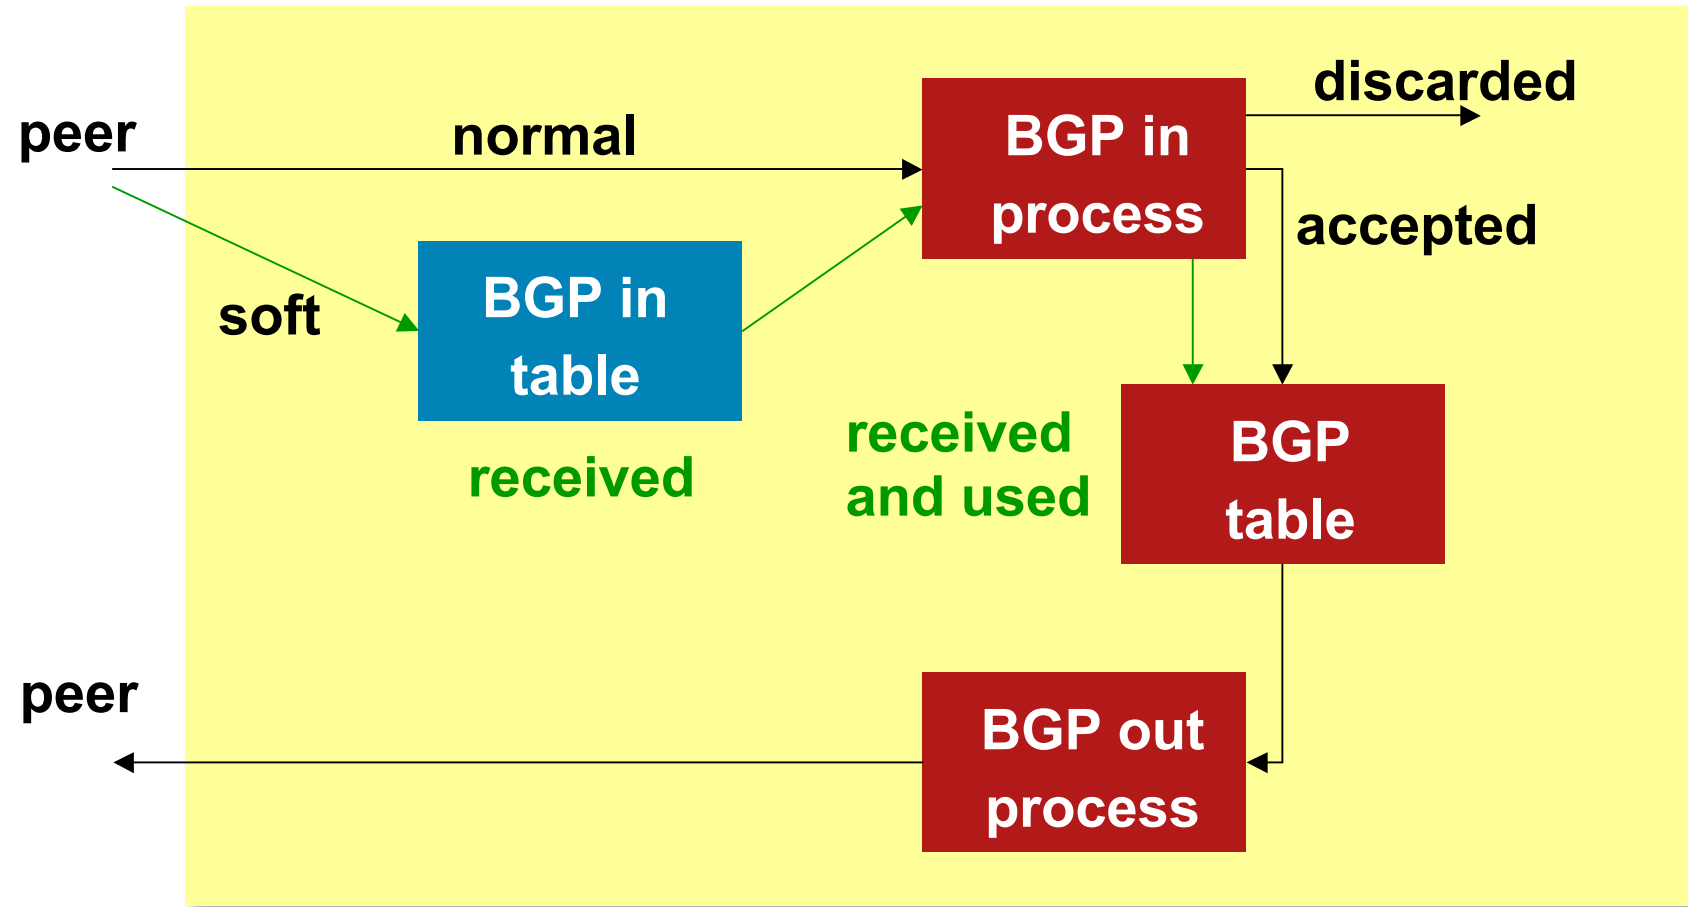 peer
normal
BGP in
process
discarded
accepted
soft
BGP in
table
received
received
and used
BGP
table
peer
BGP out
process